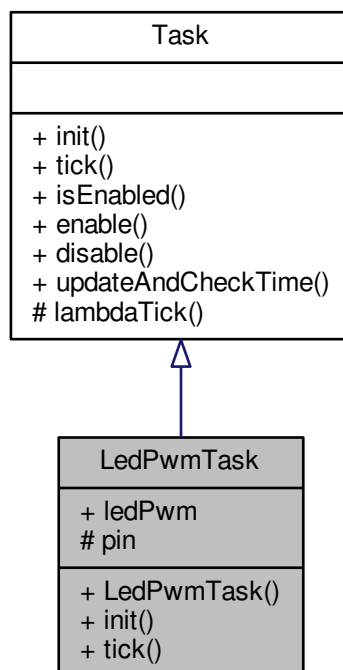 Task
+ init()
+ tick()
+ isEnabled()
+ enable()
+ disable()
+ updateAndCheckTime()
# lambdaTick()
LedPwmTask
+ ledPwm
# pin
+ LedPwmTask()
+ init()
+ tick()